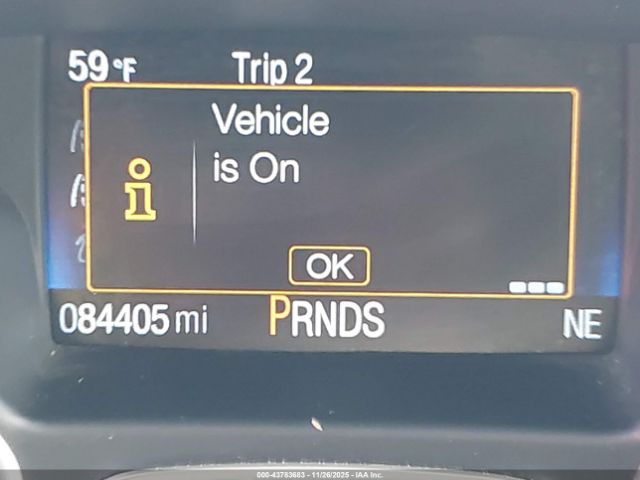 59°F Trip 2
Vehicle
is On
i
OK
084405 mi PRNDS NE
000-43783683 - 11/26/2025 - IAA Inc.